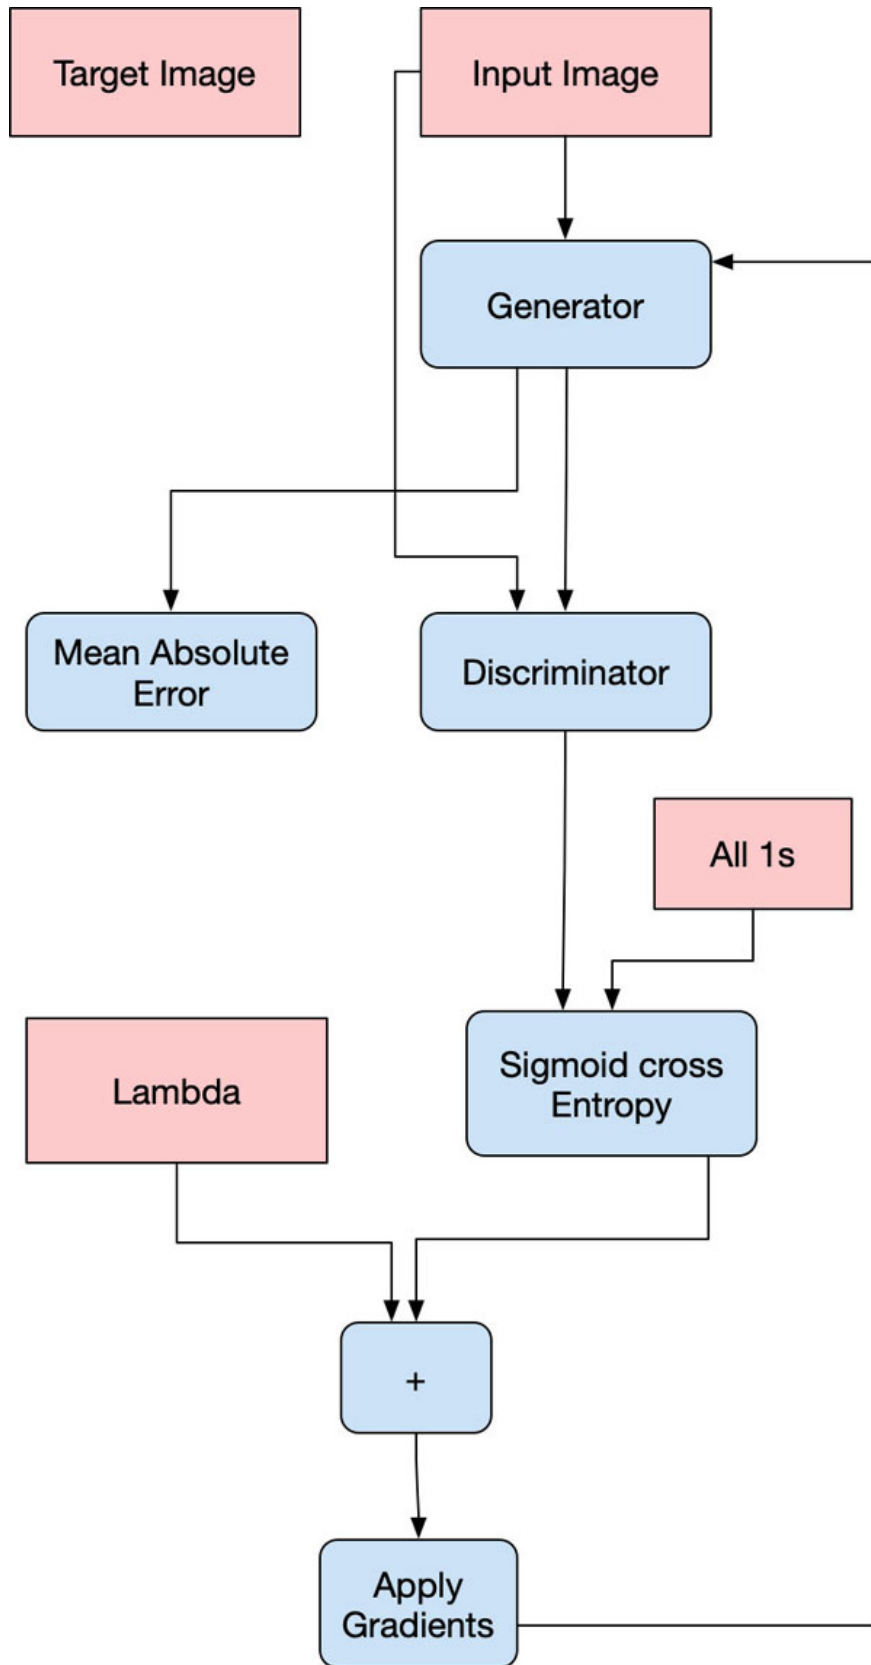 Target Image
Input Image
Generator
Mean Absolute
Error
Discriminator
All 1s
Sigmoid cross
Entropy
Lambda
+
Apply
Gradients